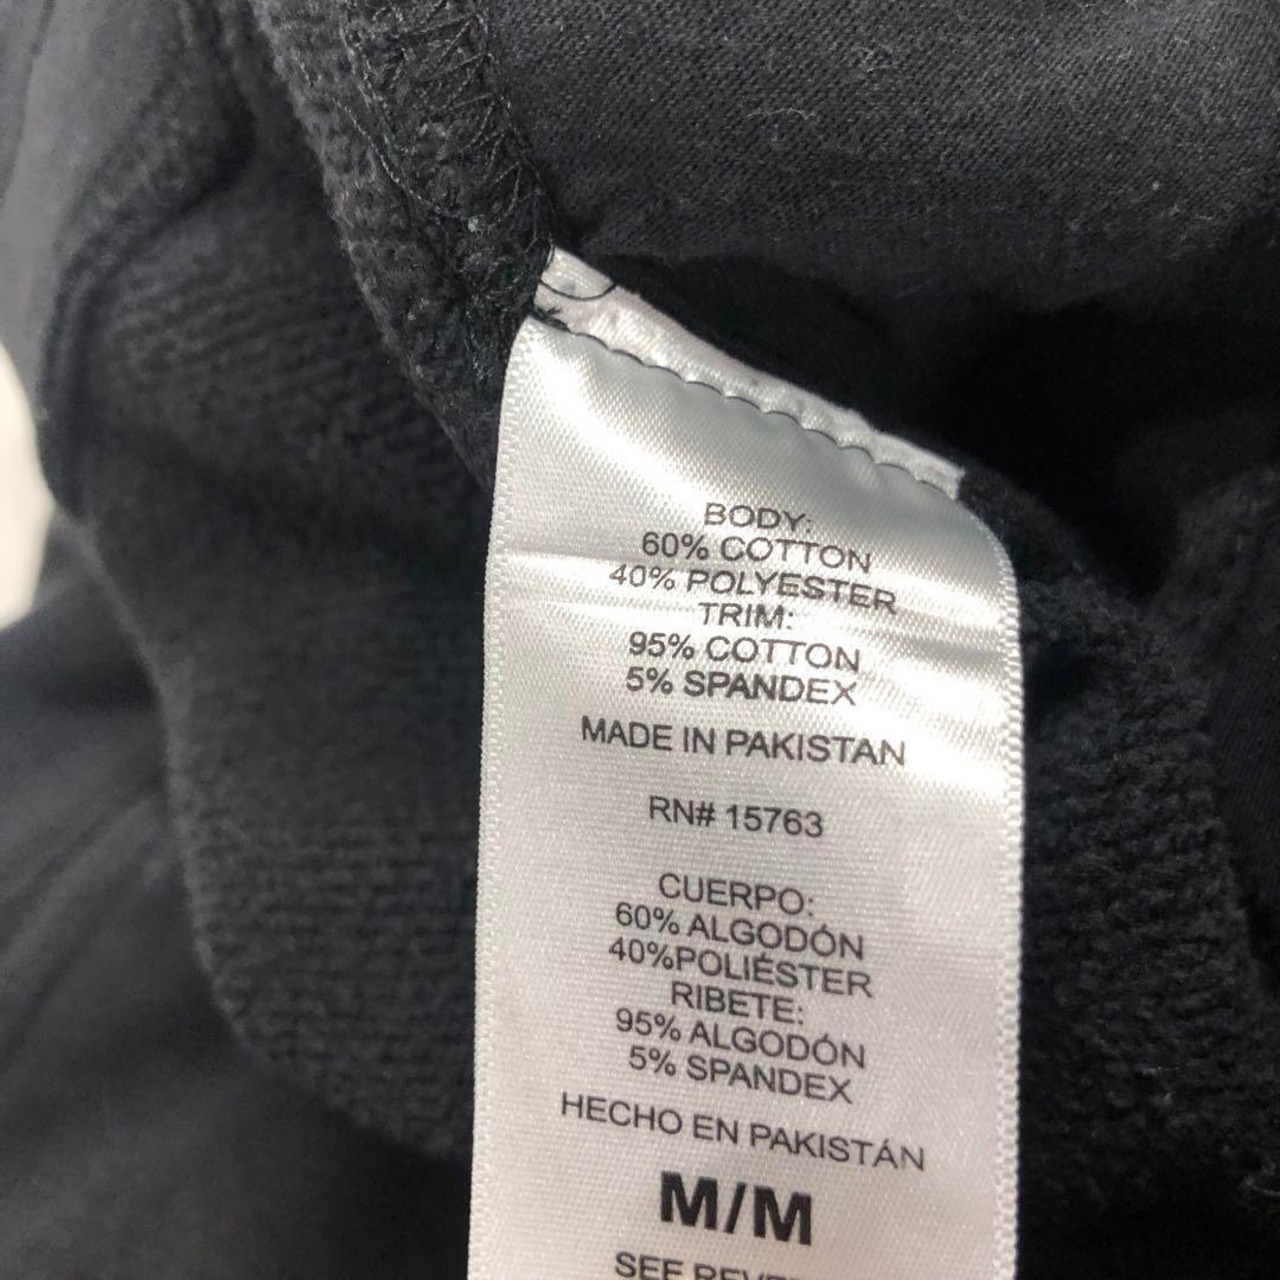 BODY:
60% COTTON
40% POLYESTER
TRIM:
95% COTTON
5% SPANDEX
MADE IN PAKISTAN
RN# 15763
CUERPO:
60% ALGODÓN
40%POLIÉSTER
RIBETE:
95% ALGODÓN
5% SPANDEX
HECHO EN PAKISTÁN
M/M
SEE